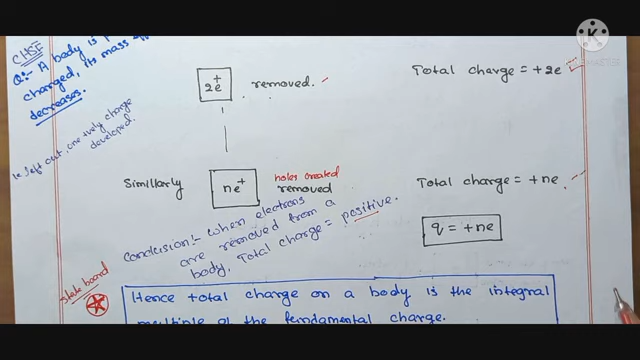 CHSE
Q:- A body is
charged, its mass
decreases.
left out, one +vely charge
developed
2e+ removed.
Total charge = +2e
Similarly
ne+
holes created
removed
Total charge = +ne
Conclusion:- when electrons
are removed from a
body, Total charge = positive.
q = +ne
State board
Hence total charge on a body is the integral
multiple of the fundamental charge.
KINEMASTER